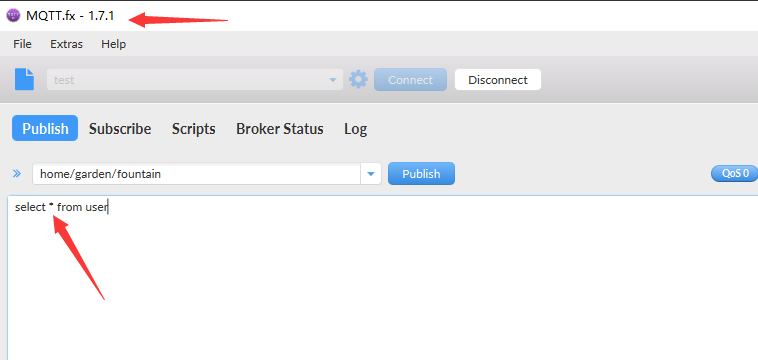 MQTT.fx - 1.7.1
File Extras Help
test Connect Disconnect
Publish Subscribe Scripts Broker Status Log
home/garden/fountain Publish QoS 0
select * from user